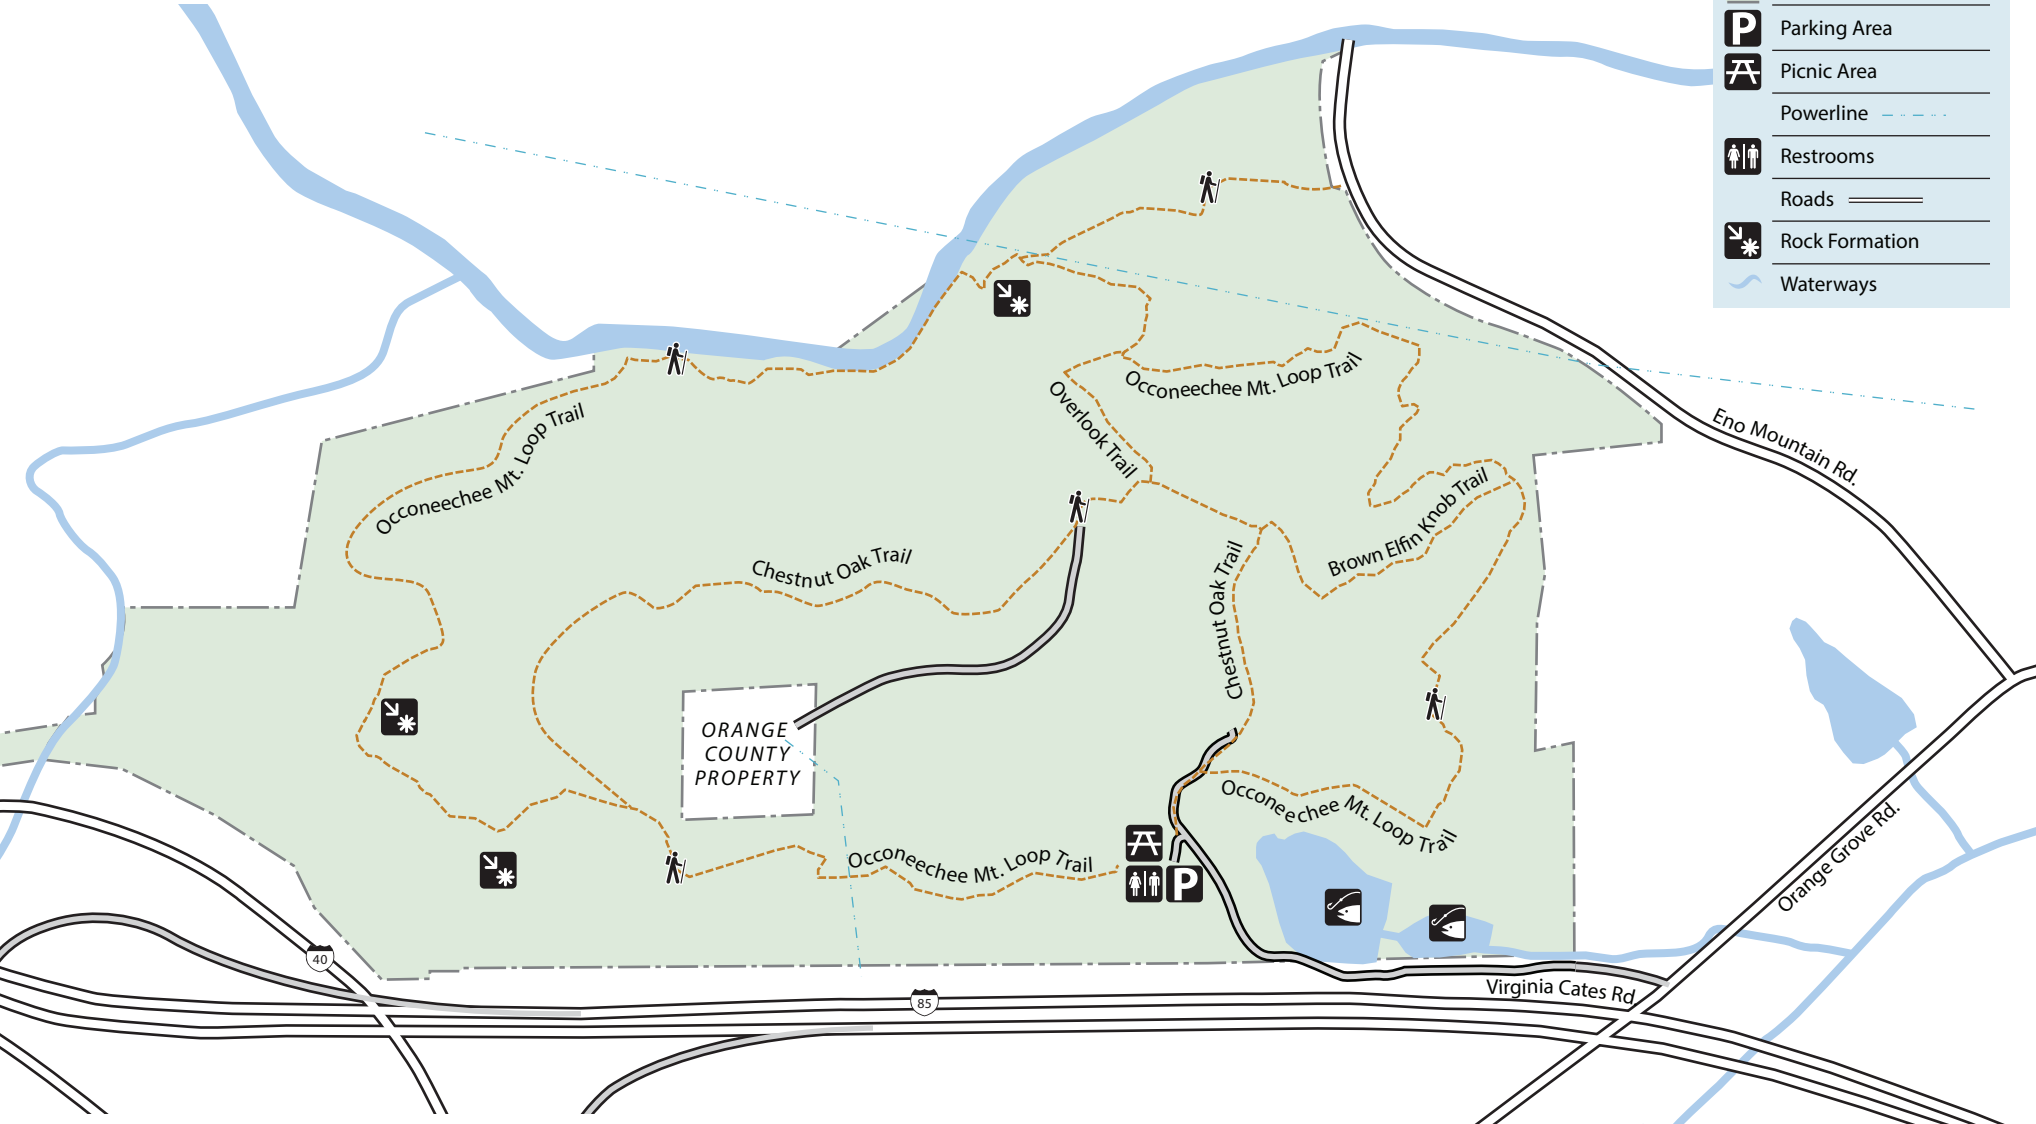 P
Parking Area
Picnic Area
Powerline
Restrooms
Roads
Rock Formation
Waterways
Occoneechee Mt. Loop Trail
Overlook Trail
Occoneechee Mt. Loop Trail
Eno Mountain Rd.
Brown Elfin Knob Trail
Chestnut Oak Trail
Chestnut Oak Trail
ORANGE
COUNTY
PROPERTY
Occoneechee Mt. Loop Trail
Occoneechee Mt. Loop Trail
P
Orange Grove Rd.
40
85
Virginia Cates Rd